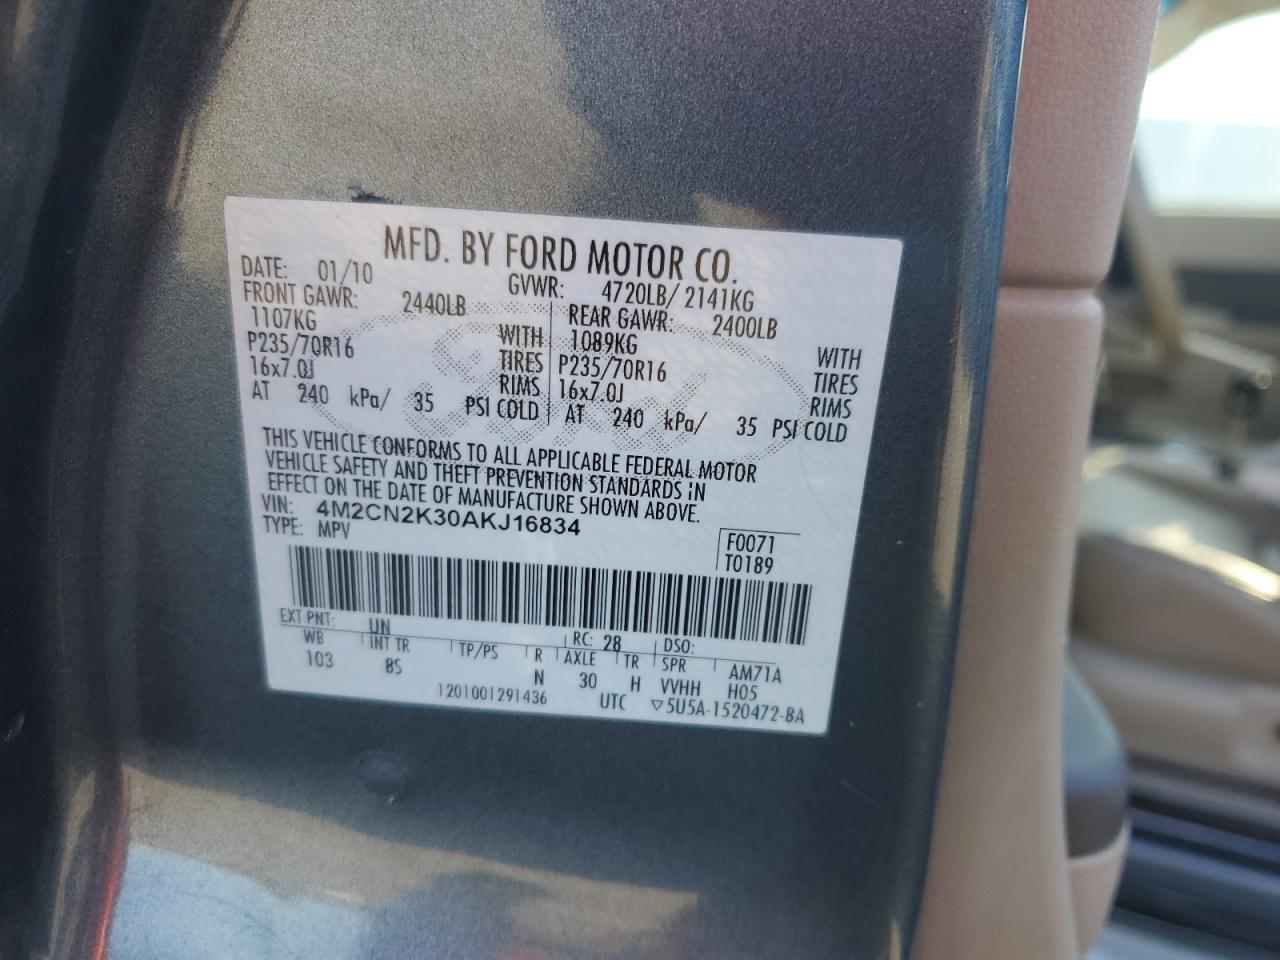 MFD. BY FORD MOTOR CO.
DATE: 01/10 GVWR: 4720LB/ 2141KG
FRONT GAWR: 2440LB REAR GAWR: 2400LB
1107KG WITH 1089KG WITH
P235/70R16 TIRES P235/70R16 TIRES
16x7.0J RIMS 16x7.0J RIMS
AT 240 kPa/ 35 PSI COLD AT 240 kPa/ 35 PSI COLD
THIS VEHICLE CONFORMS TO ALL APPLICABLE FEDERAL MOTOR
VEHICLE SAFETY AND THEFT PREVENTION STANDARDS IN
EFFECT ON THE DATE OF MANUFACTURE SHOWN ABOVE.
VIN: 4M2CN2K30AKJ16834
TYPE: MPV
F0071
T0189
EXT PNT: UN RC: 28 DSO:
WB INT TR TP/PS R AXLE TR SPR AM71A
103 8S N 30 H VVHH H05
1201001291436 UTC ▽5U5A-1520472-BA